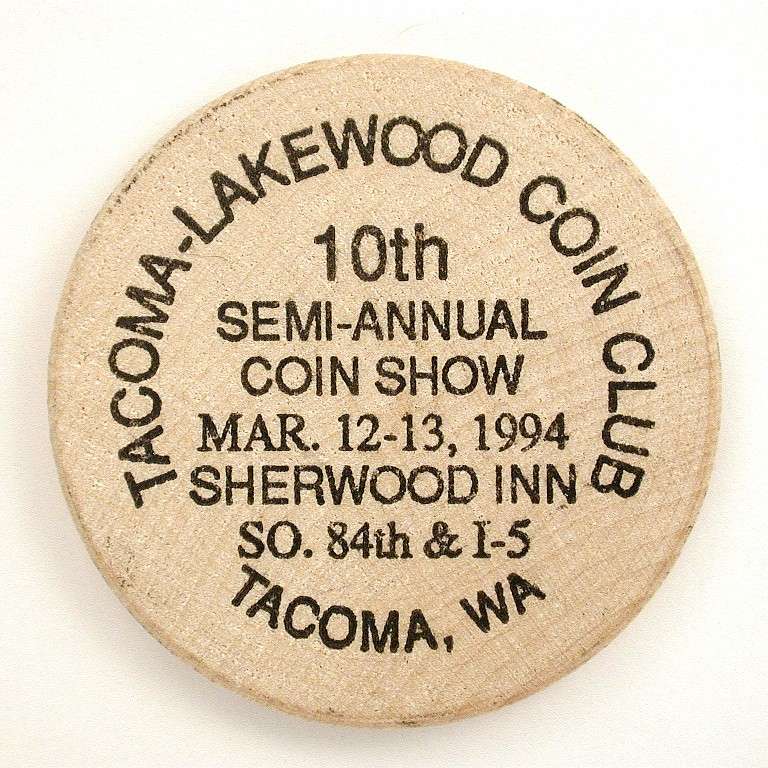 TACOMA-LAKEWOOD COIN CLUB
10th
SEMI-ANNUAL
COIN SHOW
MAR. 12-13, 1994
SHERWOOD INN
SO. 84th & I-5
TACOMA, WA